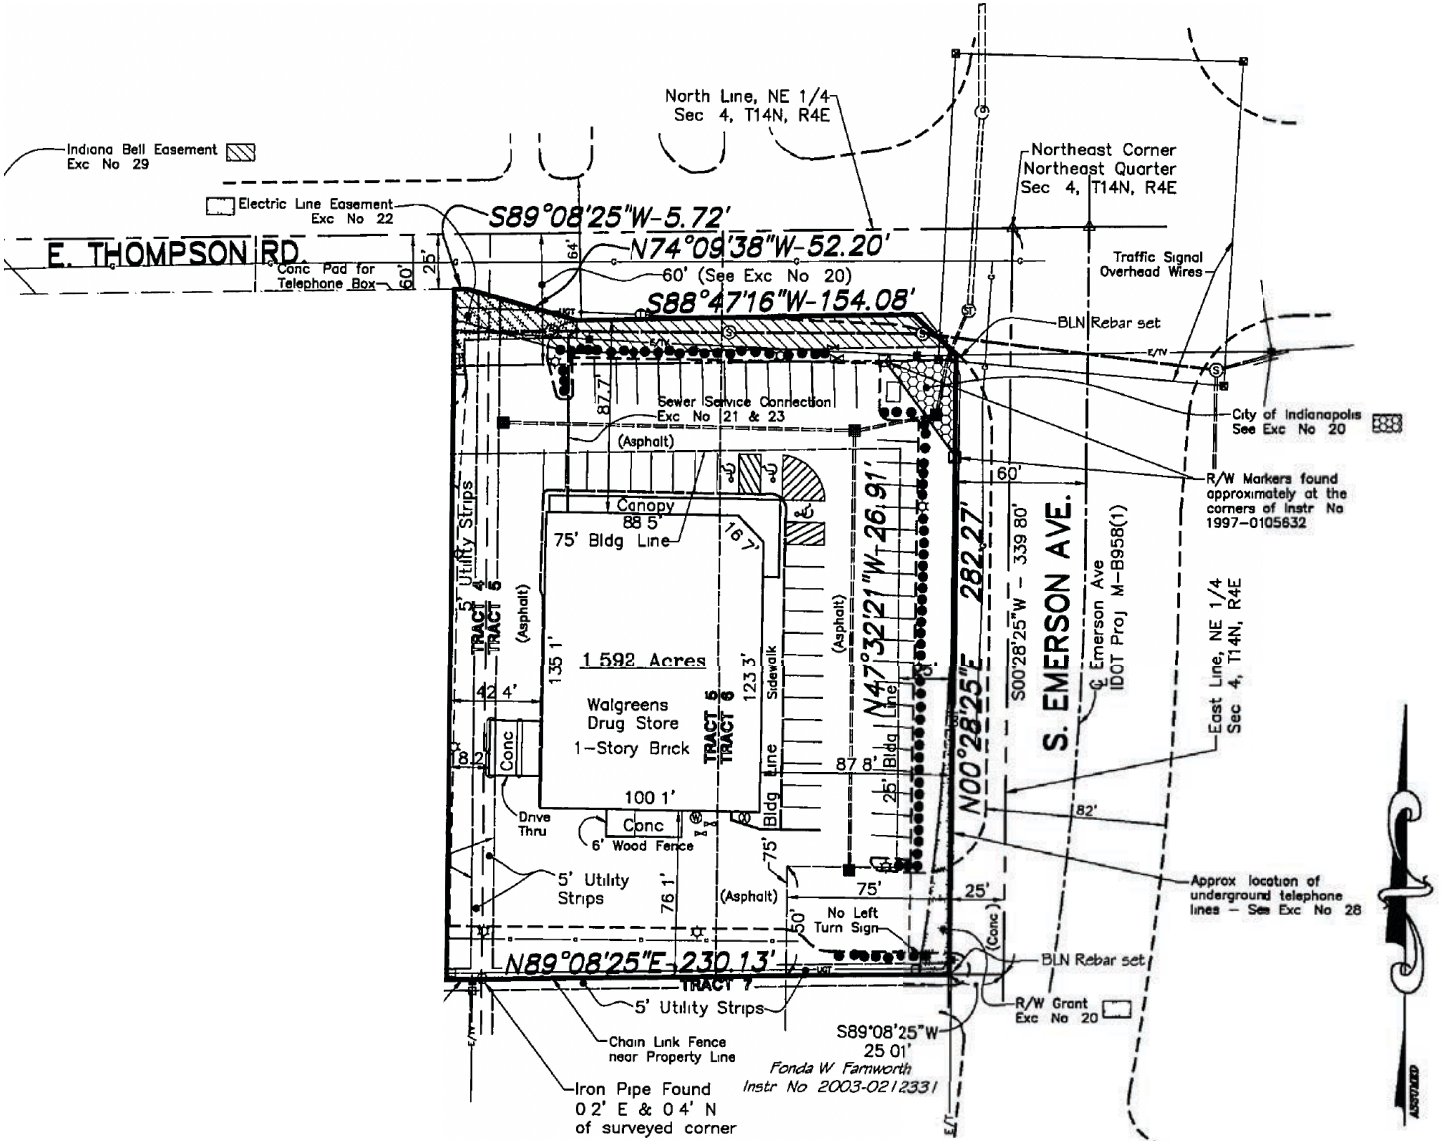 North Line, NE 1/4
Sec 4, T14N, R4E
Indiana Bell Easement
Exc No 29
Northeast Corner
Northeast Quarter
Sec 4, T14N, R4E
Electric Line Easement
Exc No 22
S89°08'25"W-5.72'
E. THOMPSON RD.
N74°09'38"W-52.20'
64'
60'
25'
Conc Pad for
Telephone Box
60' (See Exc No 20)
S88°47'16"W-154.08'
Traffic Signal
Overhead Wires
BLN Rebar set
UGT
E/TV
E/TV
87.7'
Sewer Service Connection
Exc No 21 & 23
(Asphalt)
City of Indianapolis
See Exc No 20
60'
R/W Markers found
approximately at the
corners of Instr No
1997-0105632
5' Utility Strips
Canopy
88 5'
16 7'
75' Bldg Line
N47°32'21"W-26.91'
282.27'
N00°28'25"E
S00°28'25"W - 339 80'
S. EMERSON AVE.
℄ Emerson Ave
IDOT Proj M-B958(1)
East Line, NE 1/4
Sec 4, T14N, R4E
TRACT 4
TRACT 5
(Asphalt)
135 1'
1 592 Acres
123 3'
Sidewalk
(Asphalt)
42 4'
Walgreens
Drug Store
1-Story Brick
TRACT 5
TRACT 6
Conc
8.2'
87 8'
25' Bldg Line
Bldg Line
75'
100 1'
Conc
Drive
Thru
6' Wood Fence
82'
5' Utility
Strips
76 1'
(Asphalt)
75'
50'
25'
No Left
Turn Sign
(Conc)
Approx location of
underground telephone
lines - See Exc No 28
N89°08'25"E-230.13'
UGT
BLN Rebar set
TRACT 7
5' Utility Strips
R/W Grant
Exc No 20
S89°08'25"W
25 01'
Chain Link Fence
near Property Line
Fonda W Farnworth
Instr No 2003-0212331
Iron Pipe Found
0 2' E & 0 4' N
of surveyed corner
E/TV
E/T
ASSUMED